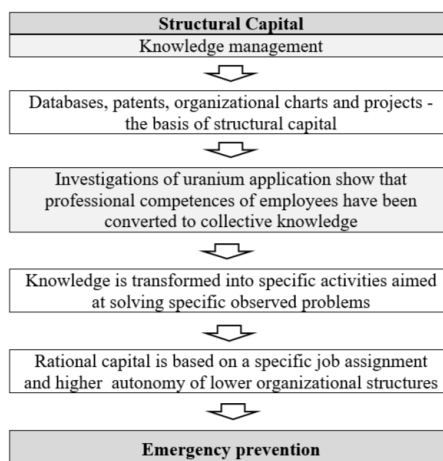 Structural Capital
Knowledge management
Databases, patents, organizational charts and projects -
the basis of structural capital
Investigations of uranium application show that
professional competences of employees have been
converted to collective knowledge
Knowledge is transformed into specific activities aimed
at solving specific observed problems
Rational capital is based on a specific job assignment
and higher autonomy of lower organizational structures
Emergency prevention